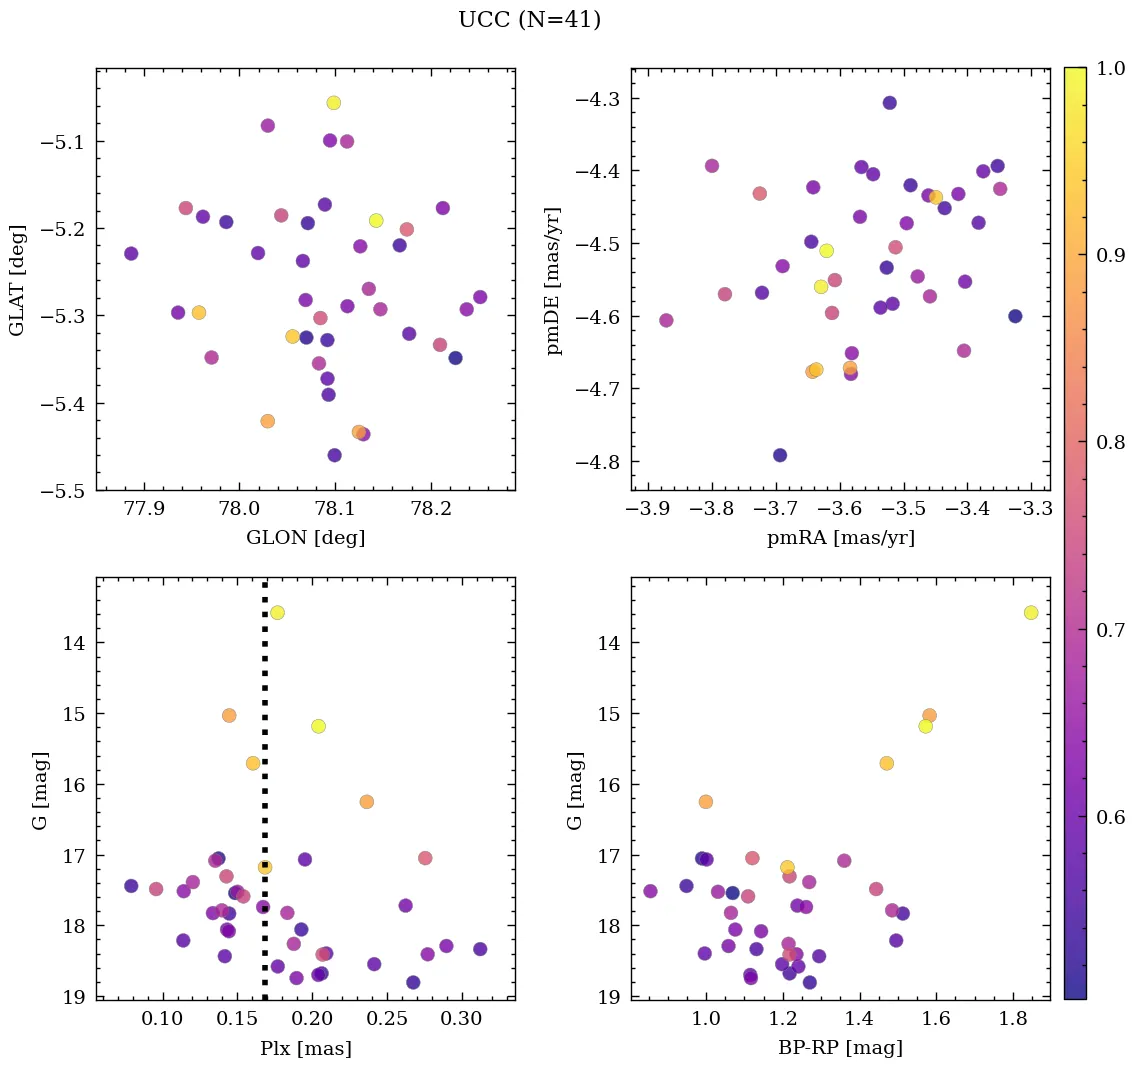 UCC (N=41)
−5.1
−5.2
−5.3
−5.4
−5.5
GLAT [deg]
77.9 78.0 78.1 78.2
GLON [deg]
−4.3
−4.4
−4.5
−4.6
−4.7
−4.8
pmDE [mas/yr]
−3.9 −3.8 −3.7 −3.6 −3.5 −3.4 −3.3
pmRA [mas/yr]
1.0
0.9
0.8
0.7
0.6
14
15
16
17
18
19
G [mag]
0.10 0.15 0.20 0.25 0.30
Plx [mas]
14
15
16
17
18
19
G [mag]
1.0 1.2 1.4 1.6 1.8
BP-RP [mag]